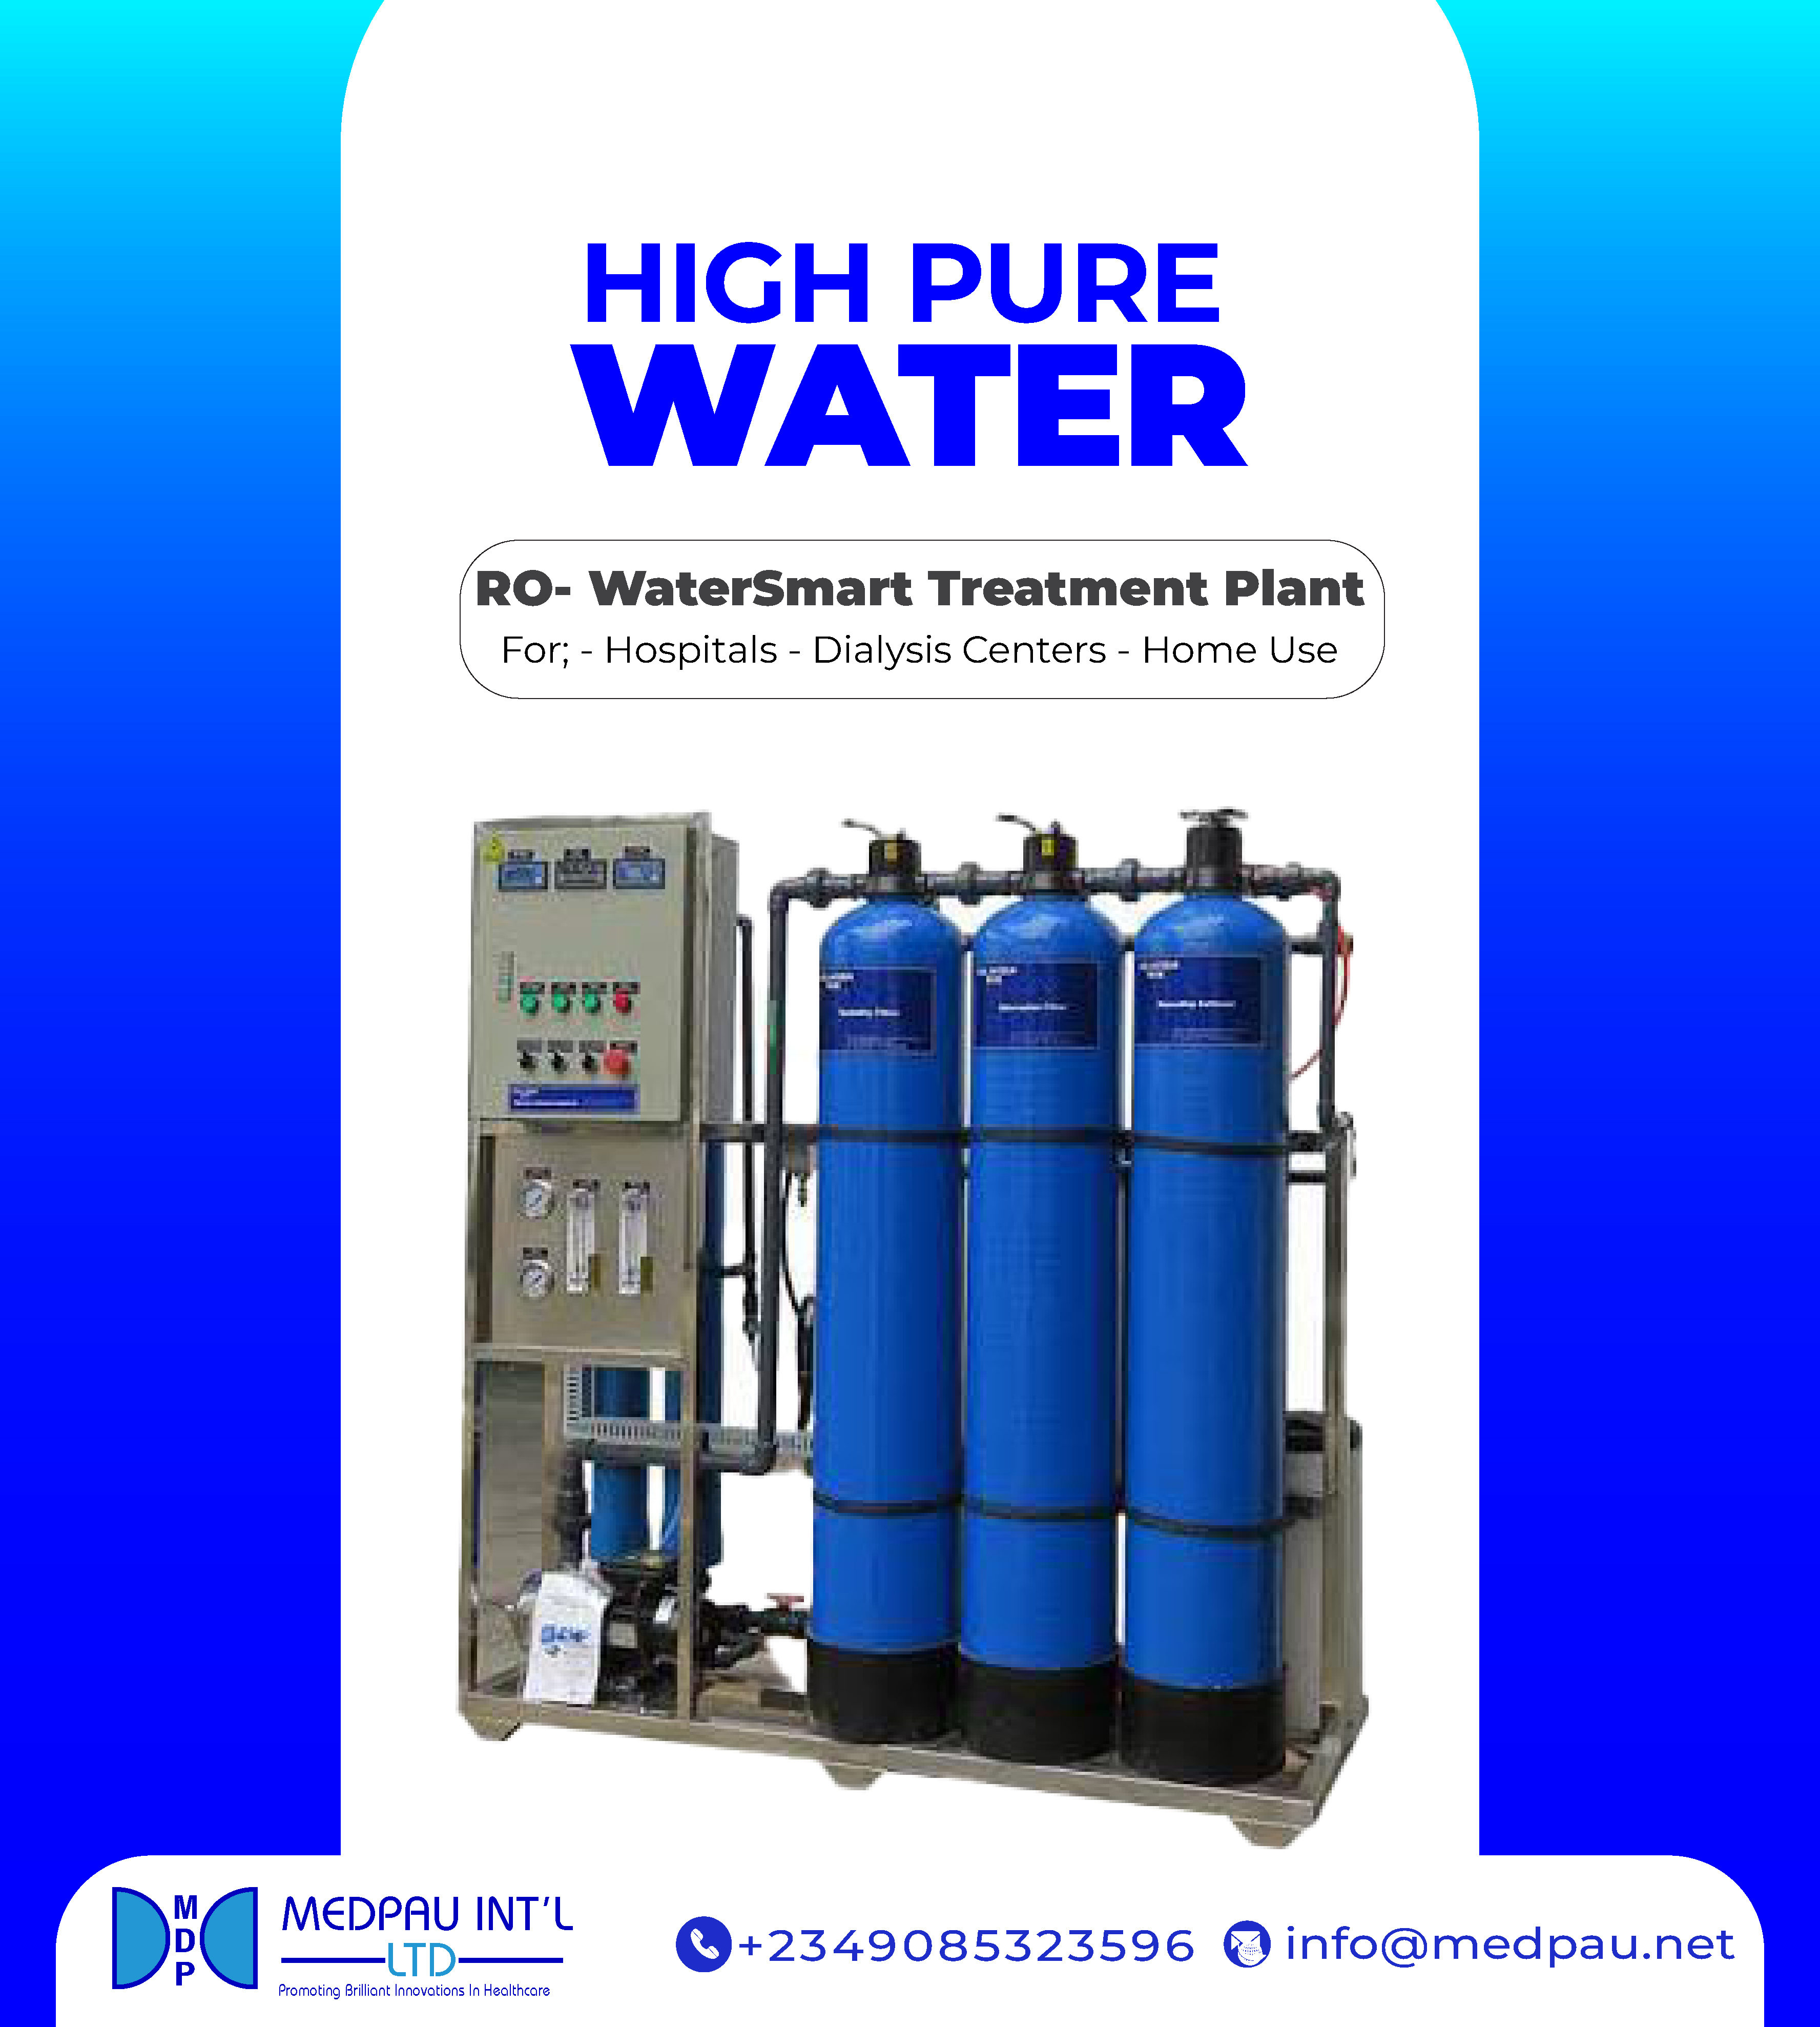 HIGH PURE
WATER
RO- WaterSmart Treatment Plant
For; - Hospitals - Dialysis Centers - Home Use
M
D
P
MEDPAU INT'L
LTD
Promoting Brilliant Innovations In Healthcare
+2349085323596
info@medpau.net